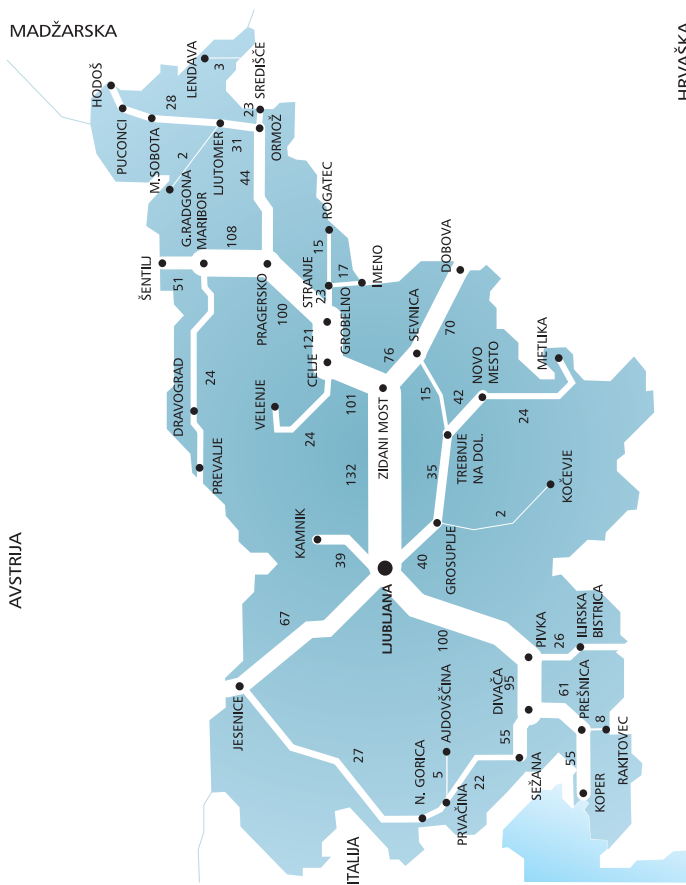 MADŽARSKA
AVSTRIJA
HODOŠ
PUCONCI
M.SOBOTA
28
LENDAVA
3
SREDIŠČE
23
ORMOŽ
LJUTOMER
31
2
G.RADGONA
44
MARIBOR
ŠENTILJ
51
108
PRAGERSKO
100
DRAVOGRAD
24
PREVALJE
ROGATEC
15
STRANJE
17
IMENO
23
GROBELNO
121
CELJE
VELENJE
24
101
ZIDANI MOST
76
SEVNICA
DOBOVA
70
15
42
NOVO
MESTO
METLIKA
24
TREBNJE
NA DOL.
35
132
KAMNIK
39
LJUBLJANA
40
GROSUPLJE
2
KOČEVJE
67
JESENICE
27
100
PIVKA
26
ILIRSKA
BISTRICA
DIVAČA
95
61
PREŠNICA
8
RAKITOVEC
55
KOPER
55
SEŽANA
22
AJDOVŠČINA
5
PRVAČINA
N. GORICA
ITALIJA
HRVAŠKA